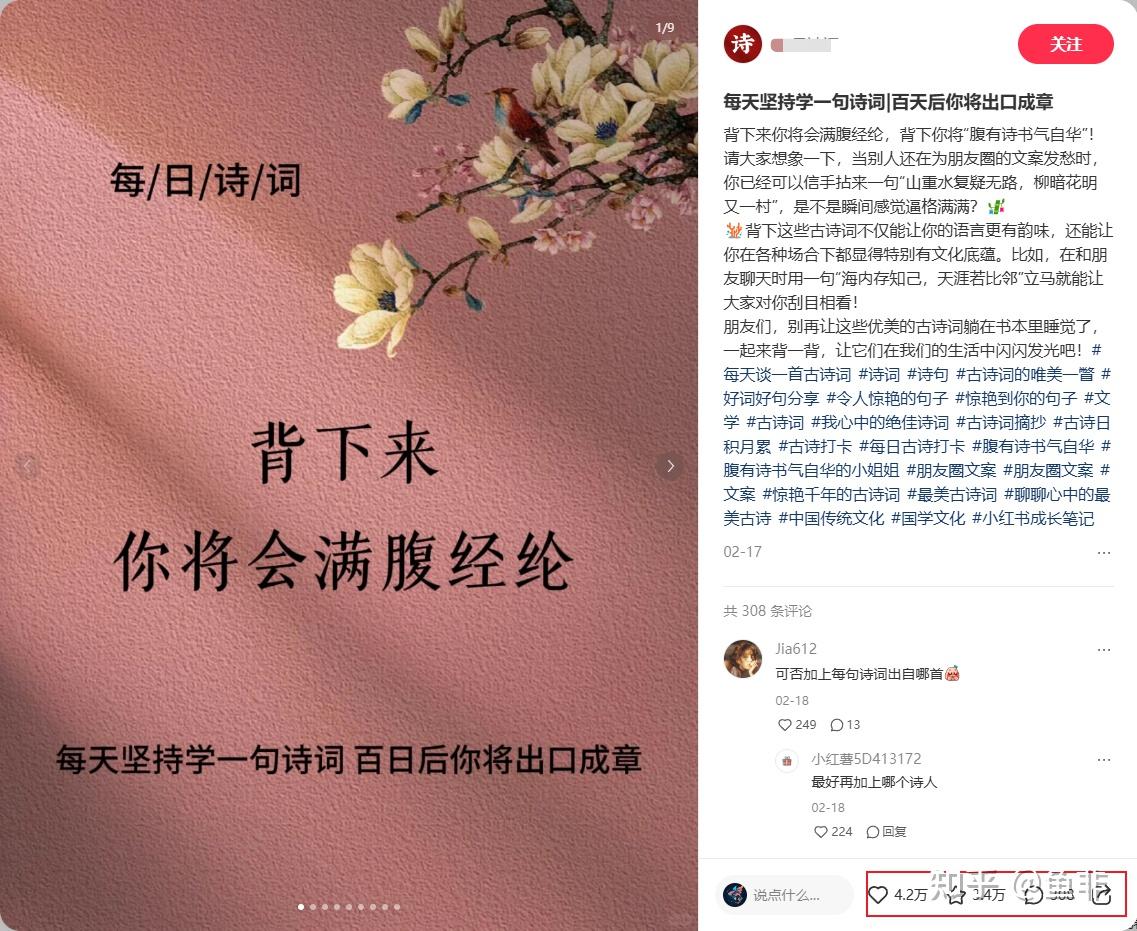 1/9
每/日/诗/词
背下来
你将会满腹经纶
每天坚持学一句诗词 百日后你将出口成章
诗
关注
每天坚持学一句诗词|百天后你将出口成章
背下来你将会满腹经纶，背下你将“腹有诗书气自华”！
请大家想象一下，当别人还在为朋友圈的文案发愁时，
你已经可以信手拈来一句“山重水复疑无路，柳暗花明
又一村”，是不是瞬间感觉逼格满满？
背下这些古诗词不仅能让你的语言更有韵味，还能让
你在各种场合下都显得特别有文化底蕴。比如，在和朋
友聊天时用一句“海内存知己，天涯若比邻”立马就能让
大家对你刮目相看！
朋友们，别再让这些优美的古诗词躺在书本里睡觉了，
一起来背一背，让它们在我们的生活中闪闪发光吧！#
每天谈一首古诗词 #诗词 #诗句 #古诗词的唯美一瞥 #
好词好句分享 #令人惊艳的句子 #惊艳到你的句子 #文
学 #古诗词 #我心中的绝佳诗词 #古诗词摘抄 #古诗日
积月累 #古诗打卡 #每日古诗打卡 #腹有诗书气自华 #
腹有诗书气自华的小姐姐 #朋友圈文案 #朋友圈文案 #
文案 #惊艳千年的古诗词 #最美古诗词 #聊聊心中的最
美古诗 #中国传统文化 #国学文化 #小红书成长笔记
02-17
共 308 条评论
Jia612
可否加上每句诗词出自哪首
02-18
249 13
小红薯5D413172
最好再加上哪个诗人
02-18
224 回复
说点什么...
4.2万 3.4万 308
知乎 @鱼非